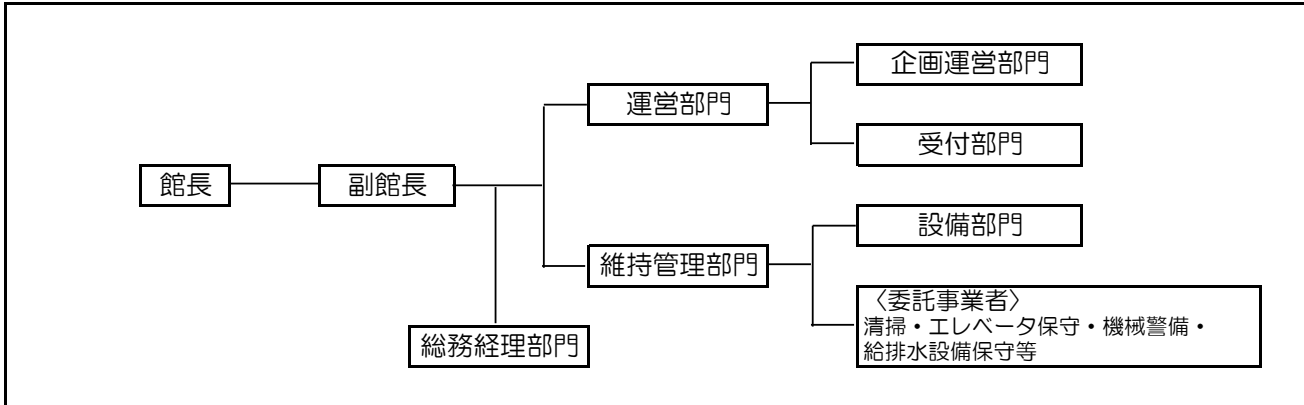 企画運営部門
運営部門
受付部門
館長
副館長
設備部門
維持管理部門
〈委託事業者〉
清掃・エレベータ保守・機械警備・
給排水設備保守等
総務経理部門